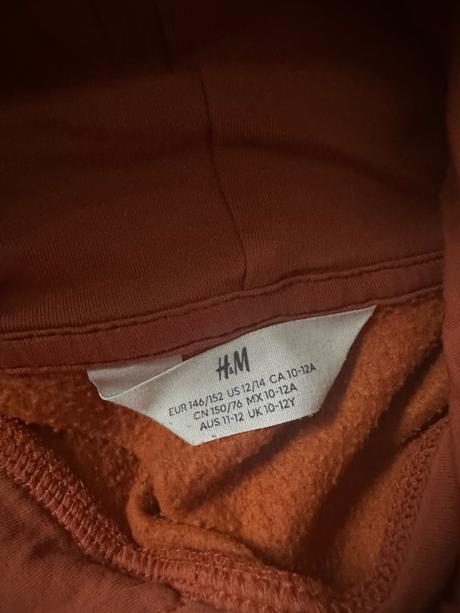 H&M
EUR 146/152 US 12/14 CA 10-12A
CN 150/76 MX 10-12A
AUS 11-12 UK 10-12Y